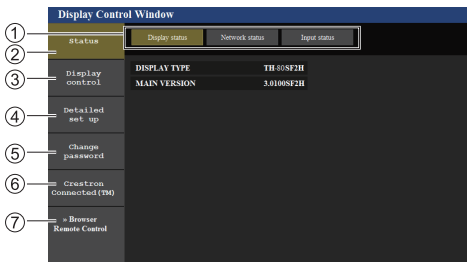 Display Control Window
1
Status
Display status
Network status
Input status
2
DISPLAY TYPE
TH-80SF2H
MAIN VERSION
3.0100SF2H
3
Display
control
4
Detailed
set up
5
Change
password
6
Crestron
Connected(TM)
7
» Browser
Remote Control